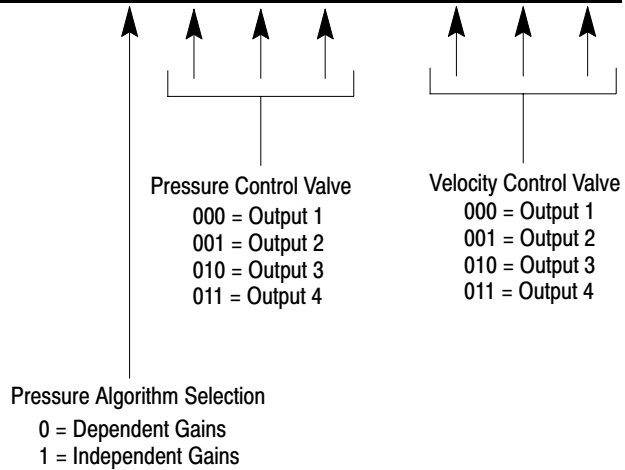 Pressure Control Valve
000 = Output 1
001 = Output 2
010 = Output 3
011 = Output 4
Velocity Control Valve
000 = Output 1
001 = Output 2
010 = Output 3
011 = Output 4
Pressure Algorithm Selection
0 = Dependent Gains
1 = Independent Gains